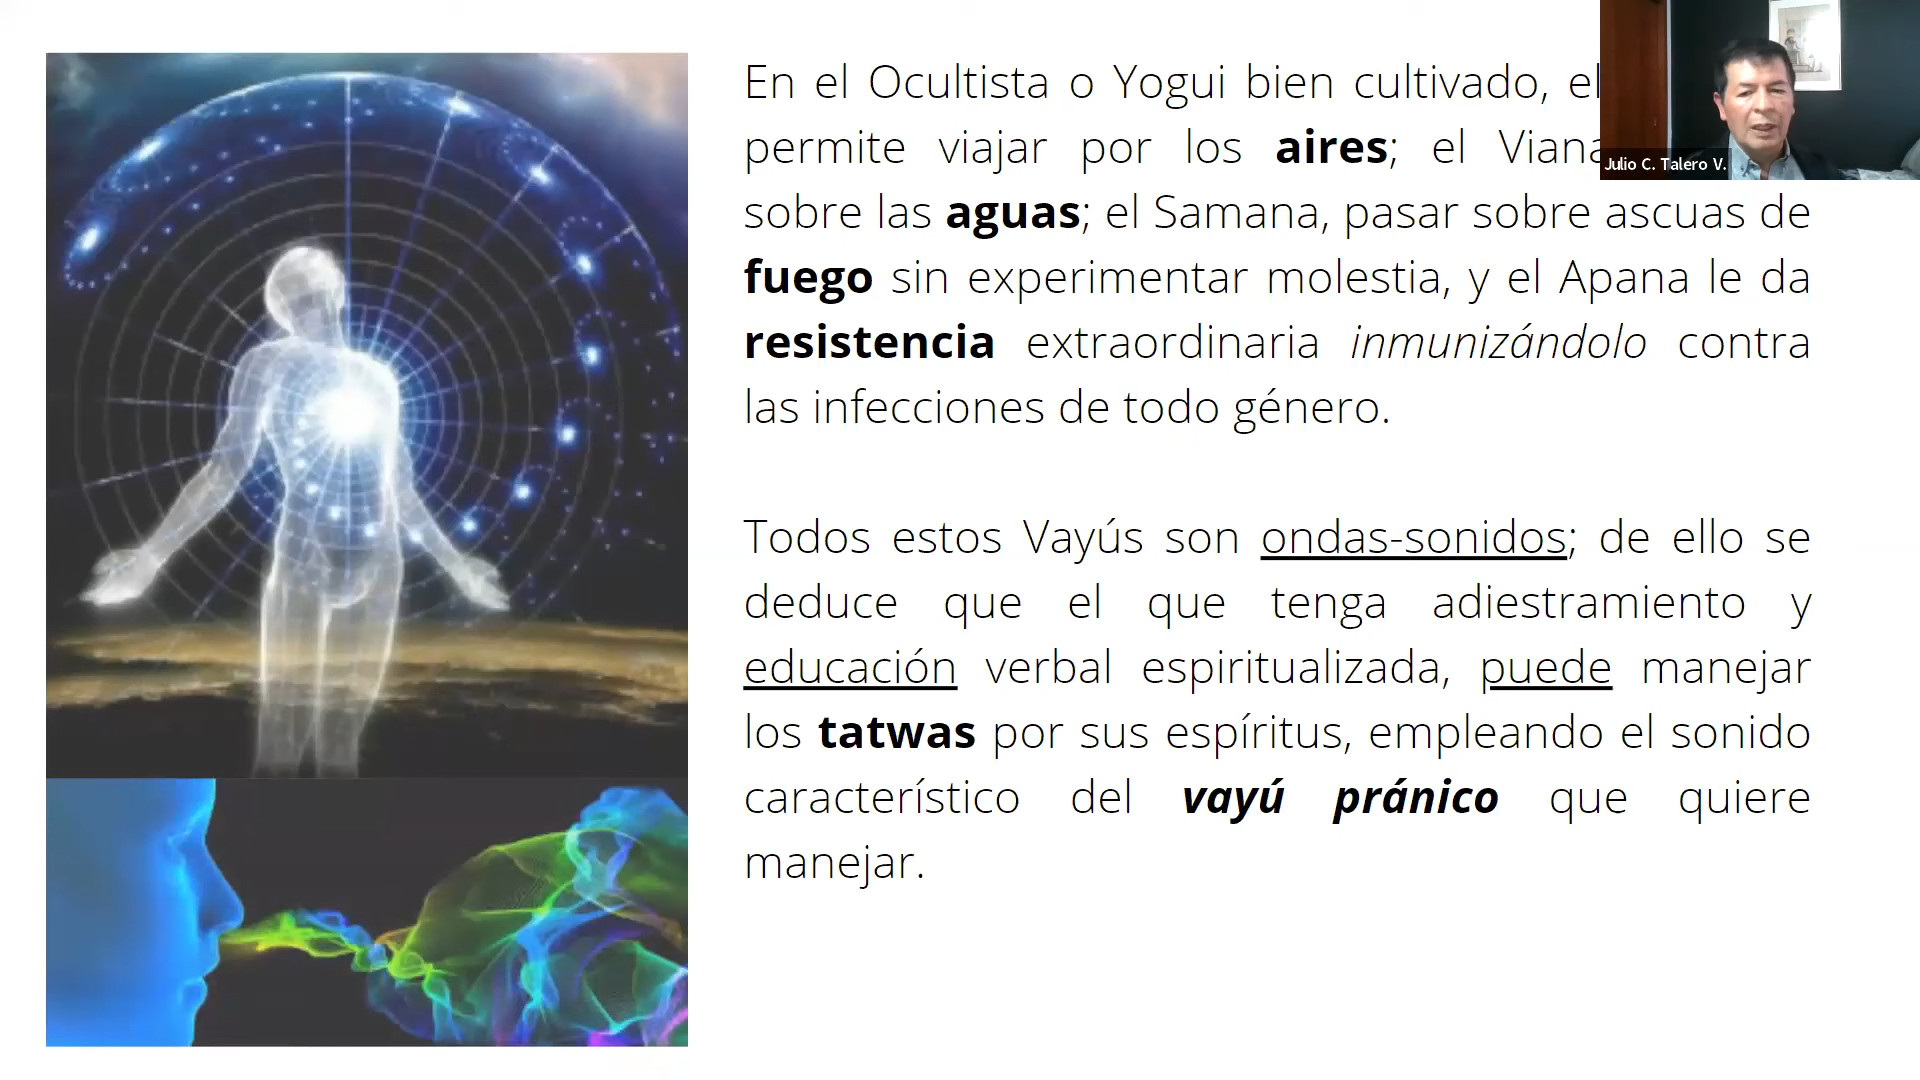 En el Ocultista o Yogui bien cultivado, el
permite viajar por los aires; el
sobre las aguas; el Samana, pasar sobre ascuas de
fuego sin experimentar molestia, y el Apana le da
resistencia extraordinaria inmunizándolo contra
las infecciones de todo género.
Todos estos Vayús son ondas-sonidos; de ello se
deduce que el que tenga adiestramiento y
educación verbal espiritualizada, puede manejar
los tatwas por sus espíritus, empleando el sonido
característico del vayú pránico que quiere
manejar.
Julio C. Talero V.